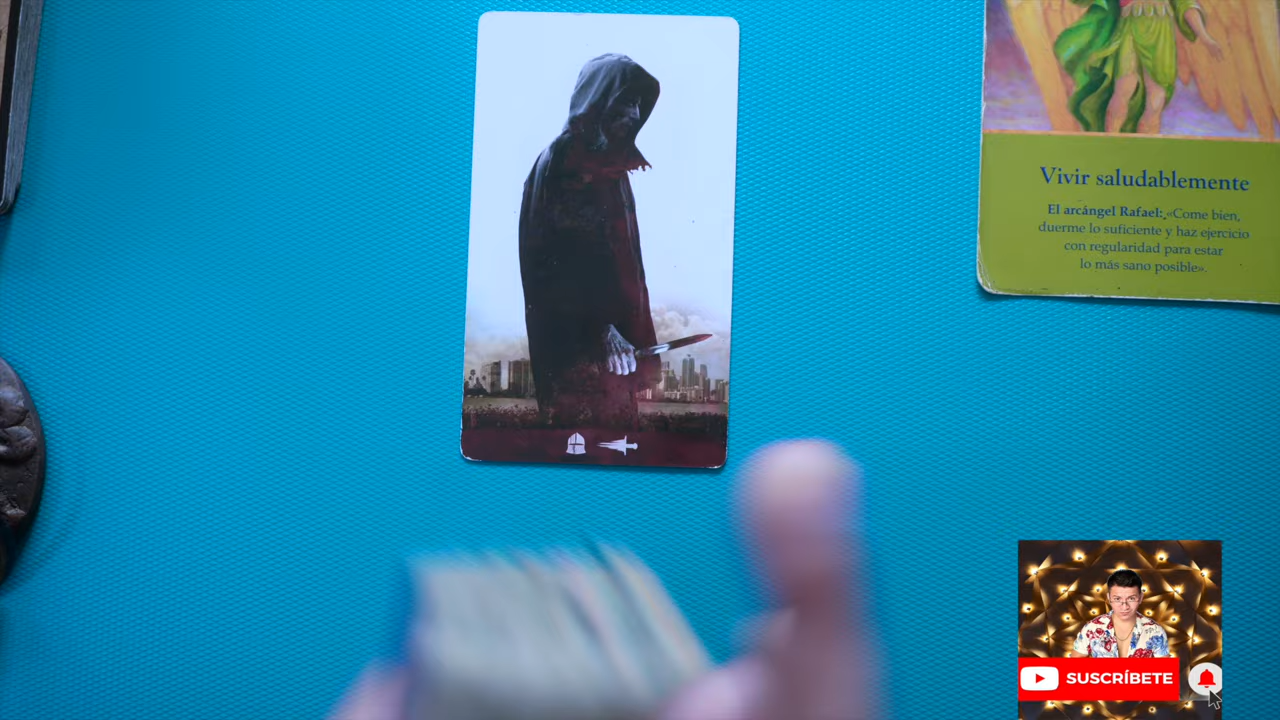 Vivir saludablemente
El arcángel Rafael: «Come bien,
duerme lo suficiente y haz ejercicio
con regularidad para estar
lo más sano posible».
SUSCRÍBETE